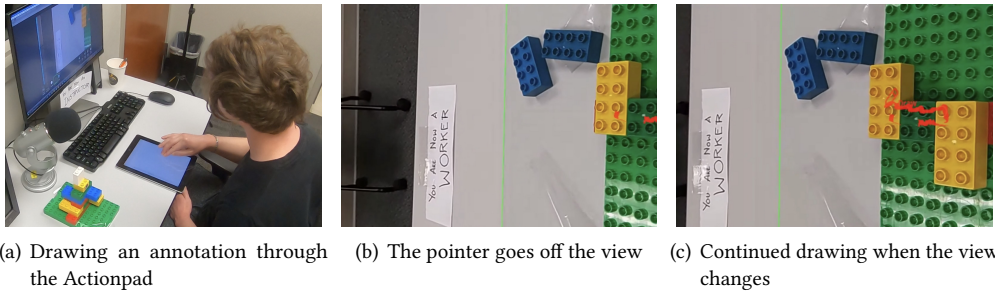 INSTRUCTOR
YOU ARE NOW A
WORKER
YOU ARE NOW A
WORKER
(a) Drawing an annotation through
the Actionpad
(b) The pointer goes off the view
(c) Continued drawing when the view
changes